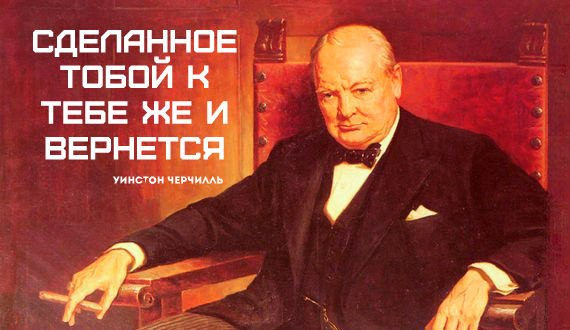 СДЕЛАННОЕ
ТОБОЙ К
ТЕБЕ ЖЕ И
ВЕРНЕТСЯ
УИНСТОН ЧЕРЧИЛЛЬ